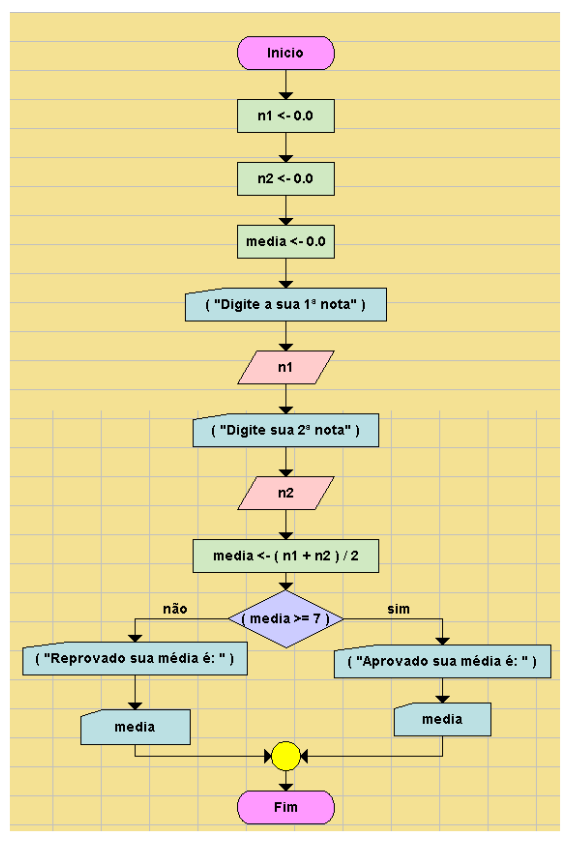 Inicio
n1 <- 0.0
n2 <- 0.0
media <- 0.0
( "Digite a sua 1ª nota" )
n1
( "Digite sua 2ª nota" )
n2
media <- ( n1 + n2 ) / 2
não
( media >= 7 )
sim
( "Reprovado sua média é: " )
( "Aprovado sua média é: " )
media
media
Fim